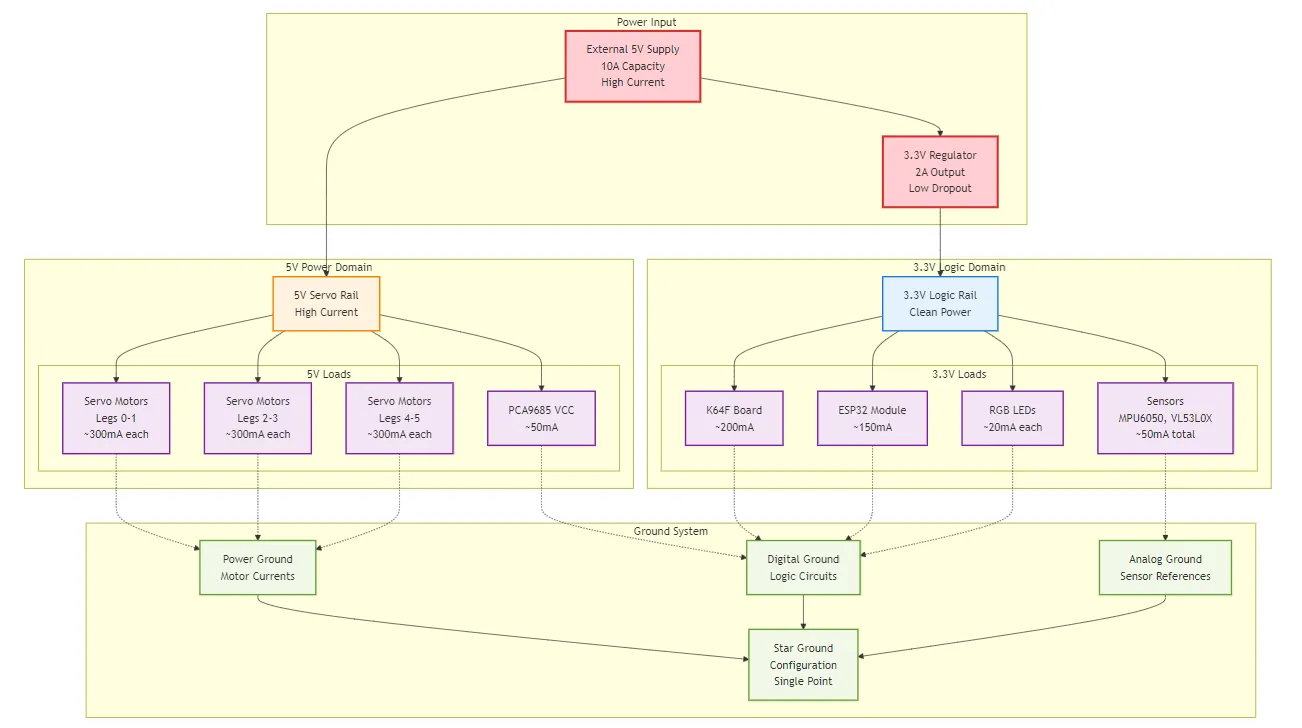 Power Input
External 5V Supply
10A Capacity
High Current
3.3V Regulator
2A Output
Low Dropout
5V Power Domain
5V Servo Rail
High Current
5V Loads
Servo Motors
Legs 0-1
~300mA each
Servo Motors
Legs 2-3
~300mA each
Servo Motors
Legs 4-5
~300mA each
PCA9685 VCC
~50mA
3.3V Logic Domain
3.3V Logic Rail
Clean Power
3.3V Loads
K64F Board
~200mA
ESP32 Module
~150mA
RGB LEDs
~20mA each
Sensors
MPU6050, VL53L0X
~50mA total
Ground System
Power Ground
Motor Currents
Digital Ground
Logic Circuits
Analog Ground
Sensor References
Star Ground
Configuration
Single Point